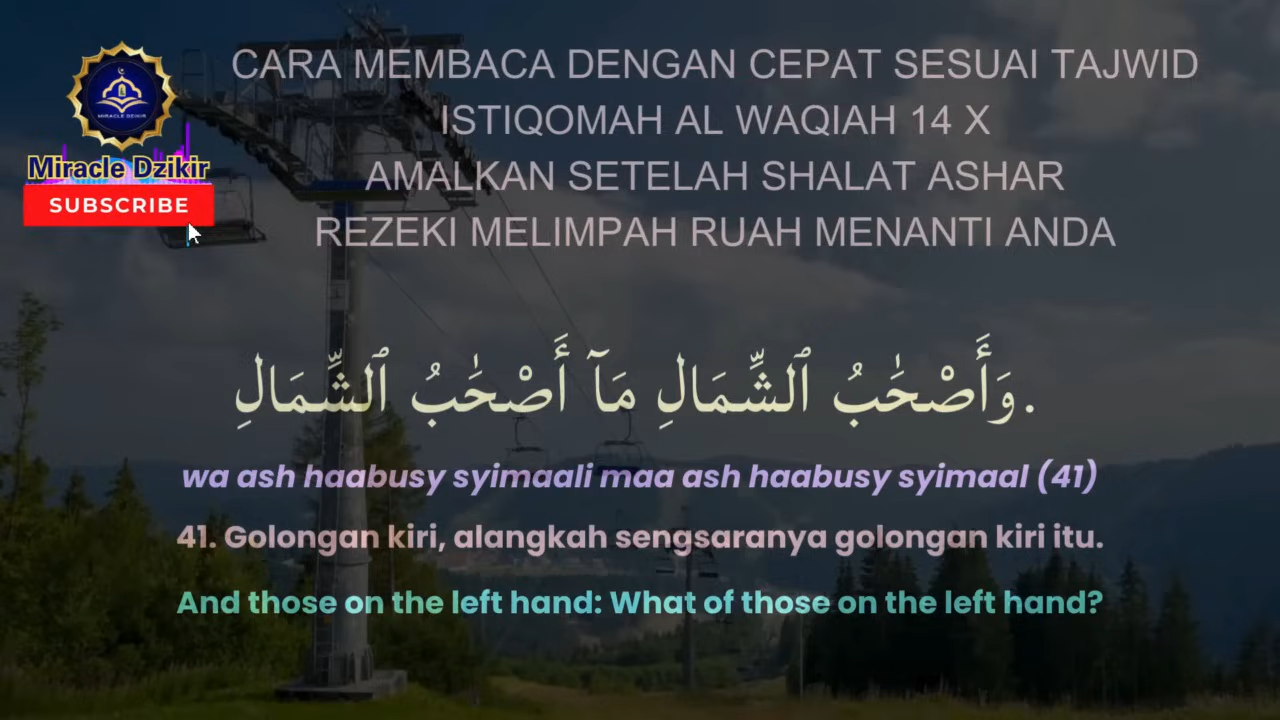 CARA MEMBACA DENGAN CEPAT SESUAI TAJWID
ISTIQOMAH AL WAQIAH 14 X
AMALKAN SETELAH SHALAT ASHAR
REZEKI MELIMPAH RUAH MENANTI ANDA
MIRACLE DZIKIR
Miracle Dzikir
SUBSCRIBE
وَأَصْحَٰبُ ٱلشِّمَالِ مَآ أَصْحَٰبُ ٱلشِّمَالِ.
wa ash haabusy syimaali maa ash haabusy syimaal (41)
41. Golongan kiri, alangkah sengsaranya golongan kiri itu.
And those on the left hand: What of those on the left hand?